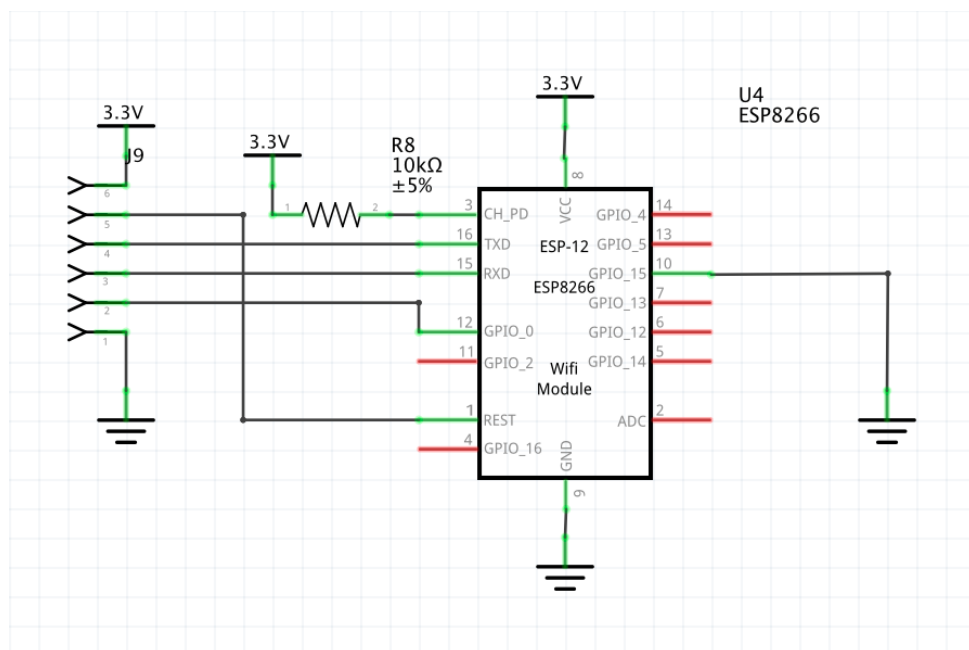 3.3V
J9
6
5
4
3
2
1
3.3V
R8
10kΩ
±5%
1
2
3.3V
U4
ESP8266
8
VCC
3
CH_PD
16
TXD
15
RXD
12
GPIO_0
11
GPIO_2
1
REST
4
GPIO_16
ESP-12
ESP8266
Wifi
Module
14
GPIO_4
13
GPIO_5
10
GPIO_15
7
GPIO_13
6
GPIO_12
5
GPIO_14
2
ADC
GND
9